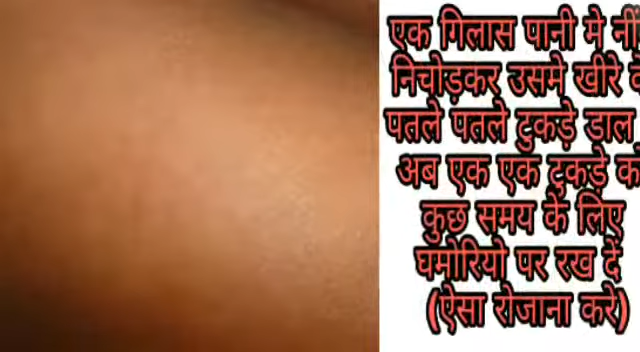 एक गिलास पानी मे
निचोड़कर उसमे खीरे
पतले पतले टुकड़े डाल
अब एक एक टुकड़े
कुछ समय के लिए
घमोरियो पर रख दें
(ऐसा रोजाना करे)